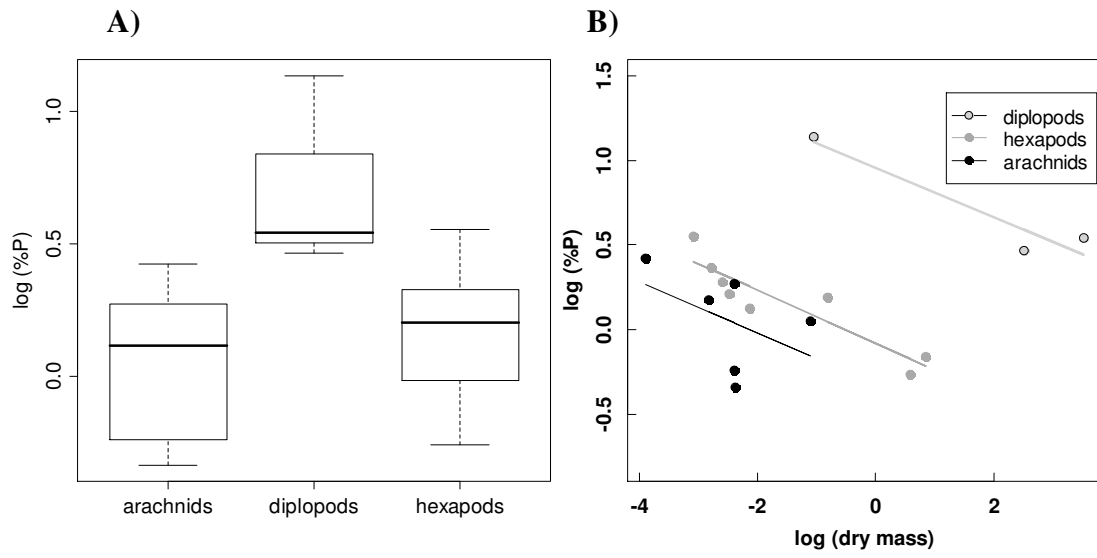 A)
log (%P)
1.0
0.5
0.0
arachnids
diplopods
hexapods
B)
log (%P)
1.5
1.0
0.5
0.0
-0.5
diplopods
hexapods
arachnids
-4
-2
0
2
log (dry mass)